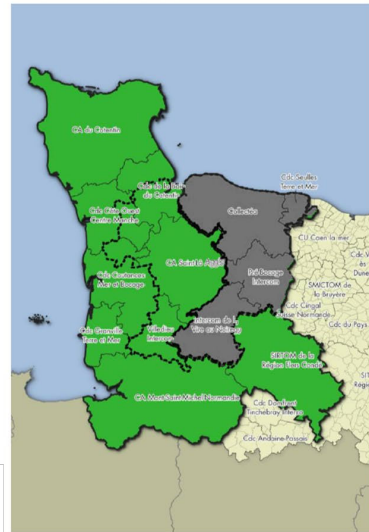 CA du Cotentin
Cdc de la Baie
du Cotentin
Cdc Seulles
Terre et Mer
Cdc Côte Ouest
Centre Manche
Collectéa
CU Caen la mer
CA Saint-Lô Agglo
Cdc V
ès
Dune
Cdc Coutances
Mer et Bocage
Pré-Bocage
Intercom
SMICTOM de
la Bruyère
Cdc Cingal
Suisse Normande
Cdc Granville
Terre et Mer
Villedieu
Intercom
Intercom de la
Vire au Noireau
Cdc du Pays
SIRTOM de la
Région Flers Condé
CA Mont-Saint-Michel Normandie
Cdc Domfront
Tinchebray Interco
Cdc Andaine-Passais